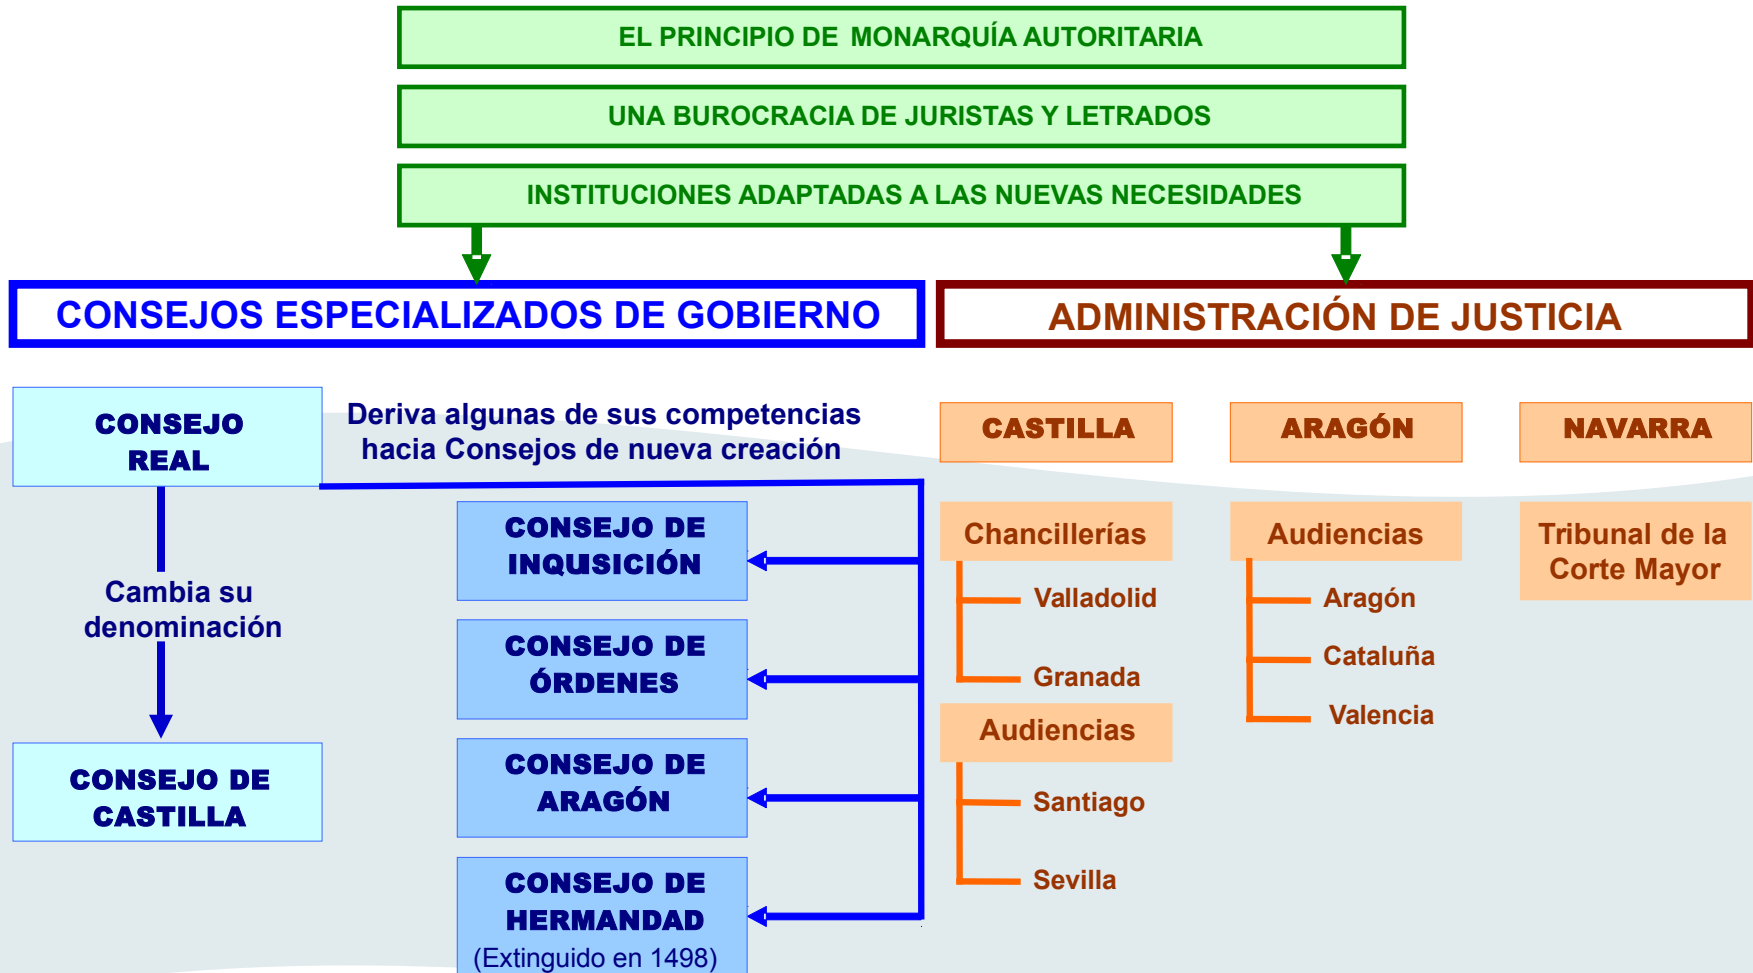 EL PRINCIPIO DE MONARQUÍA AUTORITARIA
UNA BUROCRACIA DE JURISTAS Y LETRADOS
INSTITUCIONES ADAPTADAS A LAS NUEVAS NECESIDADES
CONSEJOS ESPECIALIZADOS DE GOBIERNO
CONSEJO
REAL
Deriva algunas de sus competencias
hacia Consejos de nueva creación
Cambia su
denominación
CONSEJO DE
CASTILLA
CONSEJO DE
INQUISICIÓN
CONSEJO DE
ÓRDENES
CONSEJO DE
ARAGÓN
CONSEJO DE
HERMANDAD
(Extinguido en 1498)
ADMINISTRACIÓN DE JUSTICIA
CASTILLA
Chancillerías
Valladolid
Granada
Audiencias
Santiago
Sevilla
ARAGÓN
Audiencias
Aragón
Cataluña
Valencia
NAVARRA
Tribunal de la
Corte Mayor